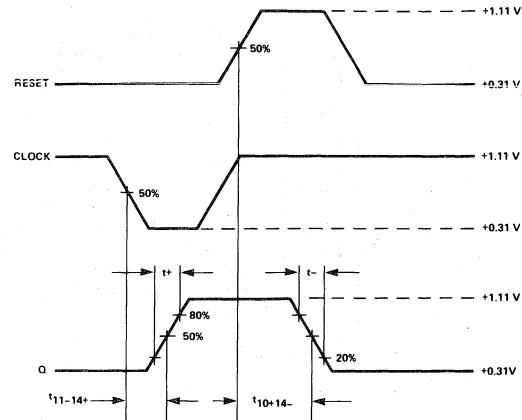 +1.11 V
50%
RESET
+0.31 V
CLOCK
+1.11 V
50%
+0.31 V
t+
t−
+1.11 V
80%
50%
20%
Q
+0.31V
t11−14+
t10+14−